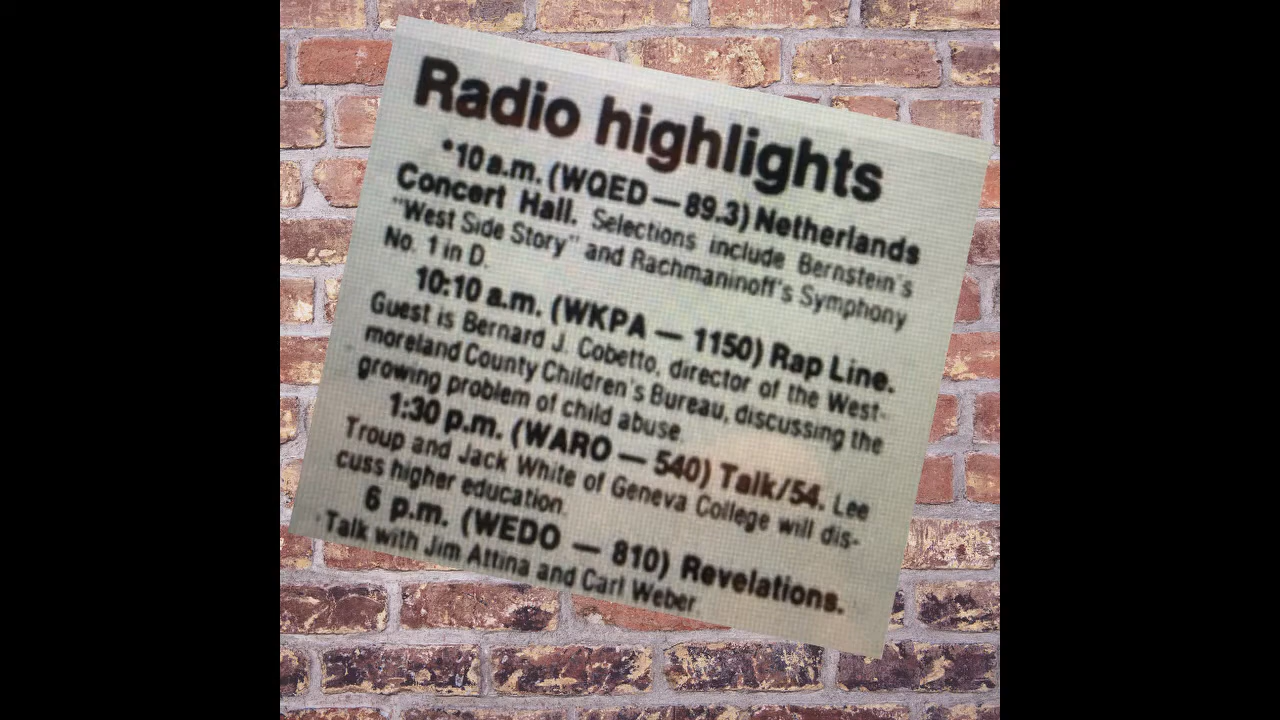 Radio highlights
•10 a.m. (WQED — 89.3) Netherlands
Concert Hall. Selections include Bernstein's
"West Side Story" and Rachmaninoff's Symphony
No. 1 in D.
10:10 a.m. (WKPA — 1150) Rap Line.
Guest is Bernard J. Cobetto, director of the West-
moreland County Children's Bureau, discussing the
growing problem of child abuse.
1:30 p.m. (WARO — 540) Talk/54. Lee
Troup and Jack White of Geneva College will dis-
cuss higher education.
6 p.m. (WEDO — 810) Revelations.
Talk with Jim Attina and Carl Weber.